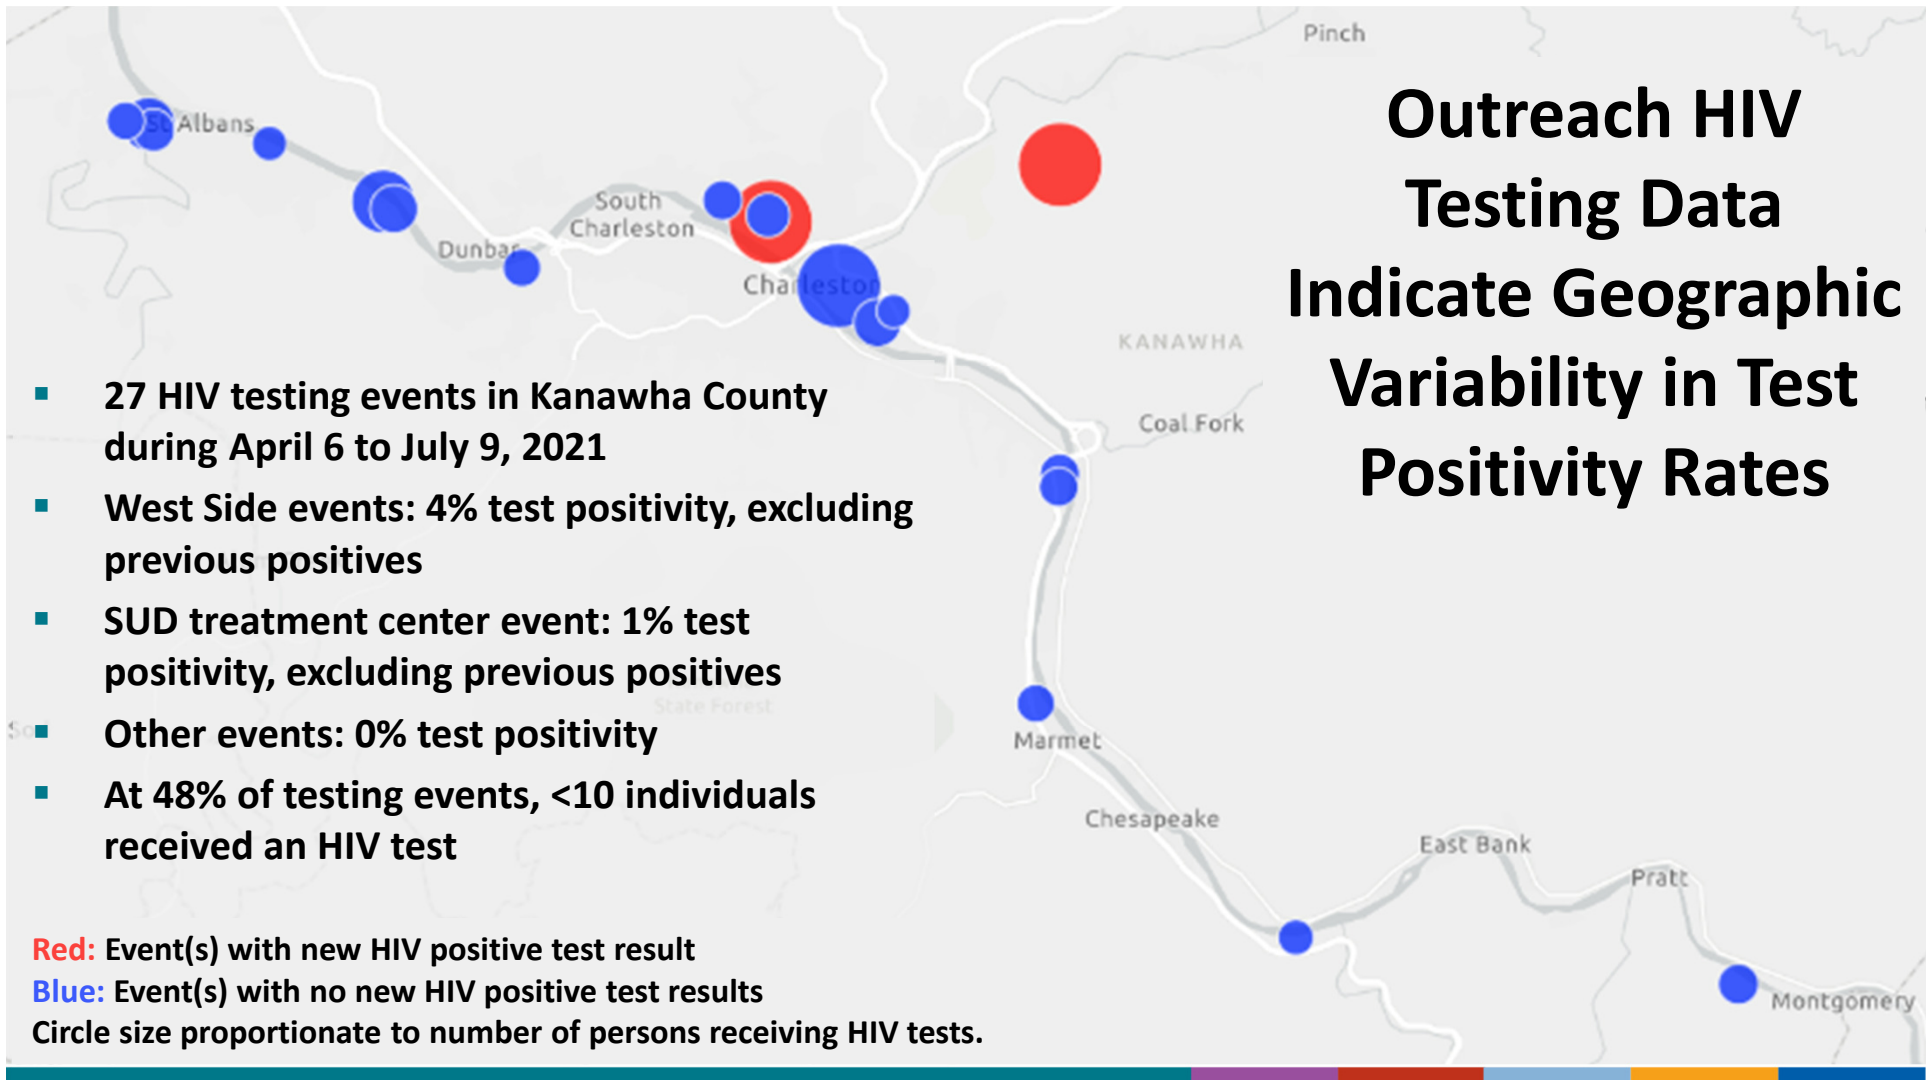 Outreach HIV
Testing Data
Indicate Geographic
Variability in Test
Positivity Rates
Pinch
St Albans
South
Charleston
Dunbar
Charleston
KANAWHA
Coal Fork
Marmet
Chesapeake
East Bank
Pratt
Montgomery
State Forest
▪ 27 HIV testing events in Kanawha County
during April 6 to July 9, 2021
▪ West Side events: 4% test positivity, excluding
previous positives
▪ SUD treatment center event: 1% test
positivity, excluding previous positives
▪ Other events: 0% test positivity
▪ At 48% of testing events, <10 individuals
received an HIV test
Red: Event(s) with new HIV positive test result
Blue: Event(s) with no new HIV positive test results
Circle size proportionate to number of persons receiving HIV tests.